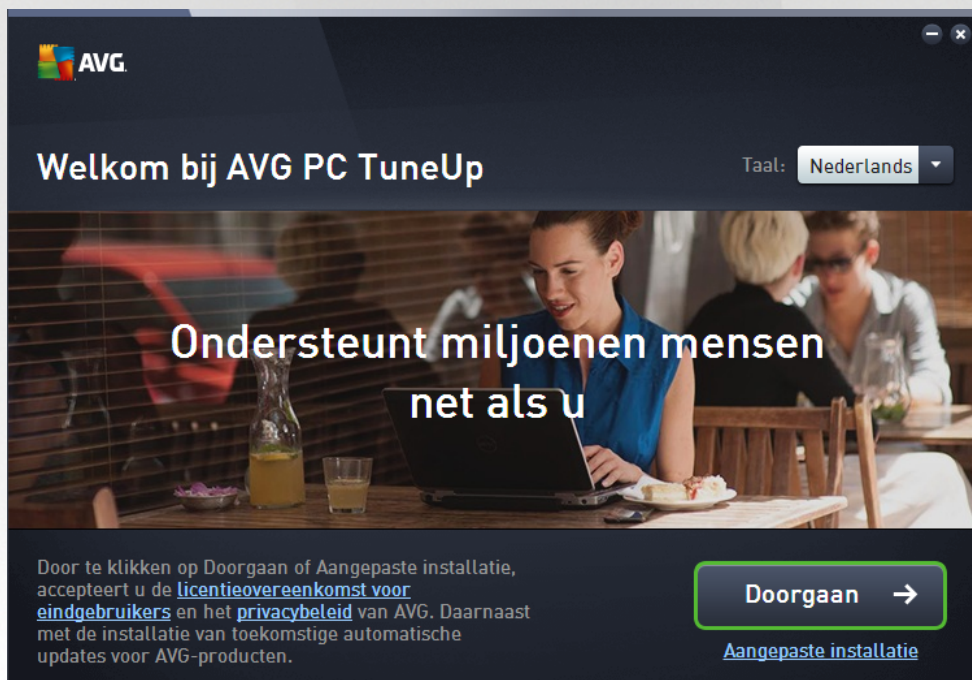 AVG
Welkom bij AVG PC TuneUp
Taal: Nederlands
Ondersteunt miljoenen mensen
net als u
Door te klikken op Doorgaan of Aangepaste installatie,
accepteert u de licentieovereenkomst voor
eindgebruikers en het privacybeleid van AVG. Daarnaast
met de installatie van toekomstige automatische
updates voor AVG-producten.
Doorgaan →
Aangepaste installatie